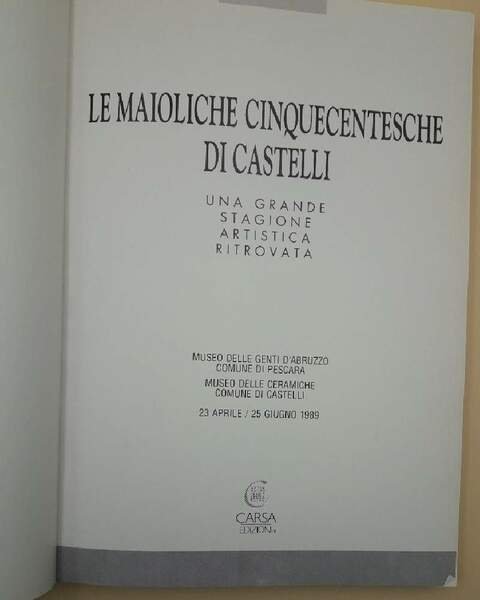 LE MAIOLICHE CINQUECENTESCHE
DI CASTELLI
UNA GRANDE
STAGIONE
ARTISTICA
RITROVATA
MUSEO DELLE GENTI D'ABRUZZO
COMUNE DI PESCARA
MUSEO DELLE CERAMICHE
COMUNE DI CASTELLI
23 APRILE / 25 GIUGNO 1989
CARSA
EDIZIONI